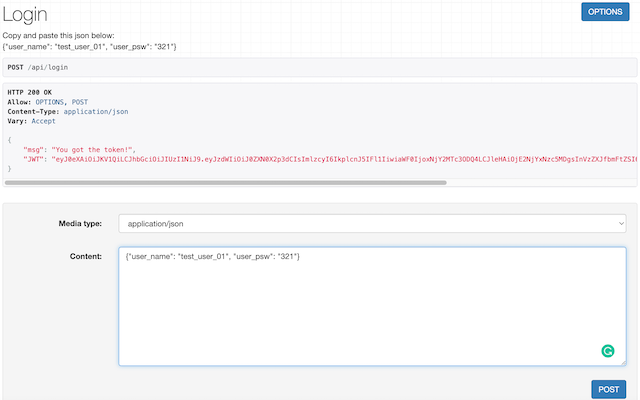 Login
OPTIONS
Copy and paste this json below:
{"user_name": "test_user_01", "user_psw": "321"}
POST /api/login
HTTP 200 OK
Allow: OPTIONS, POST
Content-Type: application/json
Vary: Accept
{
"msg": "You got the token!",
"JWT":
}
Media type:
application/json
Content:
{"user_name": "test_user_01", "user_psw": "321"}
POST